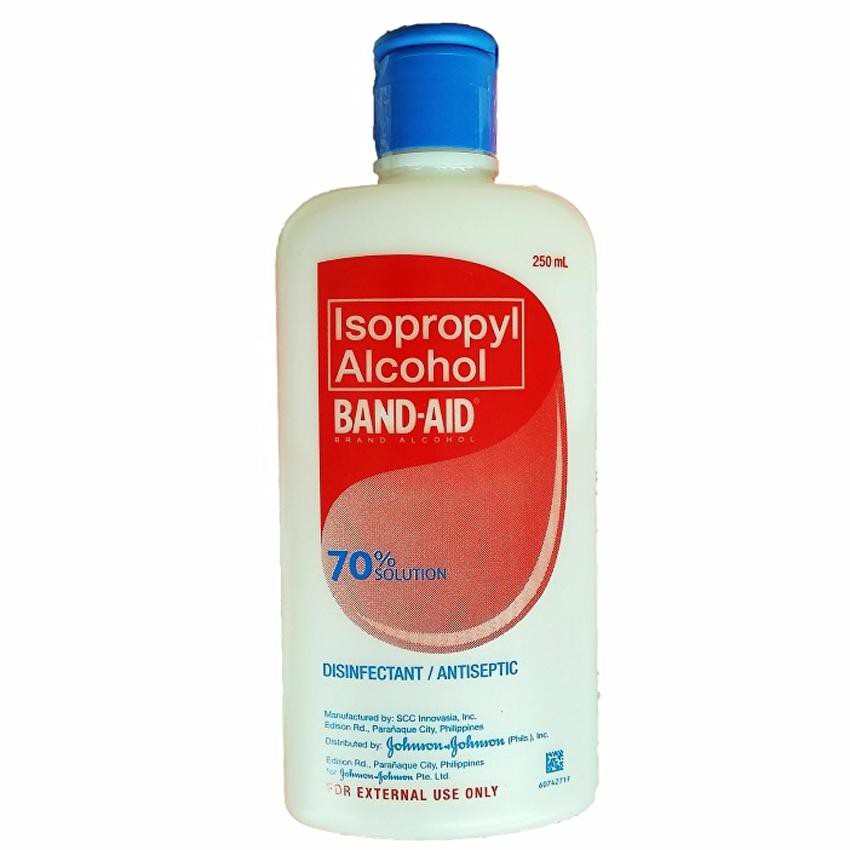 250 mL
Isopropyl
Alcohol
BAND-AID®
BRAND ALCOHOL
70%
SOLUTION
DISINFECTANT / ANTISEPTIC
Manufactured by: SCC Innovasia, Inc.
Edison Rd., Parañaque City, Philippines
Distributed by: Johnson & Johnson (Phils.), Inc.
Edison Rd., Parañaque City, Philippines
for Johnson & Johnson Pte. Ltd.
FOR EXTERNAL USE ONLY
6074271F